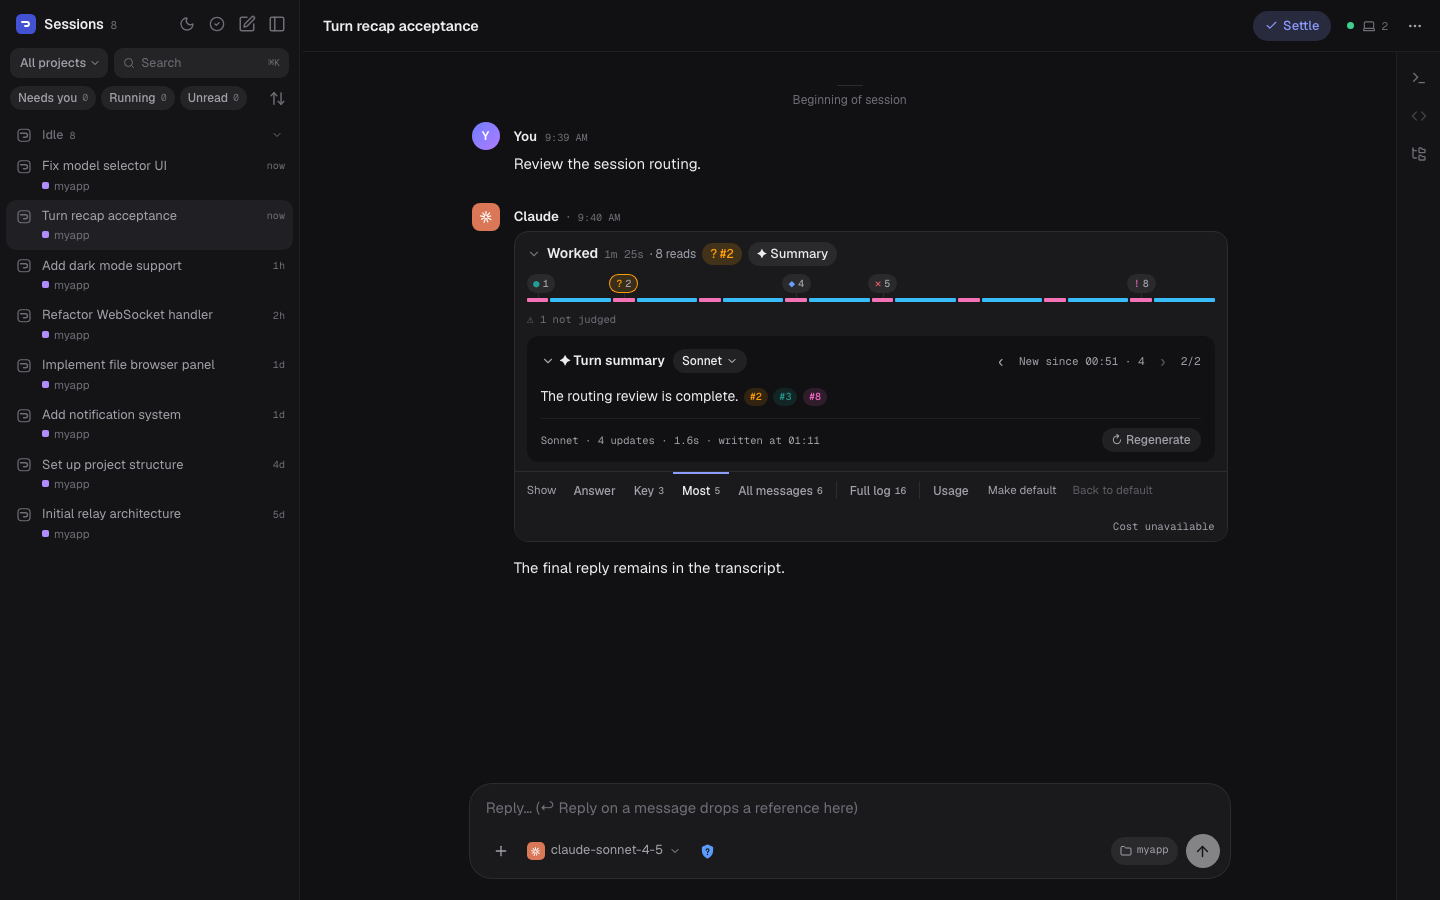 Sessions 8
All projects
Search ⌘K
Needs you 0
Running 0
Unread 0
Idle 8
Fix model selector UI now
myapp
Turn recap acceptance now
myapp
Add dark mode support 1h
myapp
Refactor WebSocket handler 2h
myapp
Implement file browser panel 1d
myapp
Add notification system 1d
myapp
Set up project structure 4d
myapp
Initial relay architecture 5d
myapp
Turn recap acceptance
✓ Settle
2
Beginning of session
Y You 9:39 AM
Review the session routing.
Claude · 9:40 AM
Worked 1m 25s · 8 reads ? #2 ✦ Summary
● 1 ? 2 ◆ 4 ✕ 5 ! 8
⚠ 1 not judged
✦ Turn summary Sonnet ‹ New since 00:51 · 4 › 2/2
The routing review is complete. #2 #3 #8
Sonnet · 4 updates · 1.6s · written at 01:11 ↻ Regenerate
Show Answer Key 3 Most 5 All messages 6 Full log 16 Usage Make default Back to default
Cost unavailable
The final reply remains in the transcript.
Reply... (↩ Reply on a message drops a reference here)
claude-sonnet-4-5
myapp